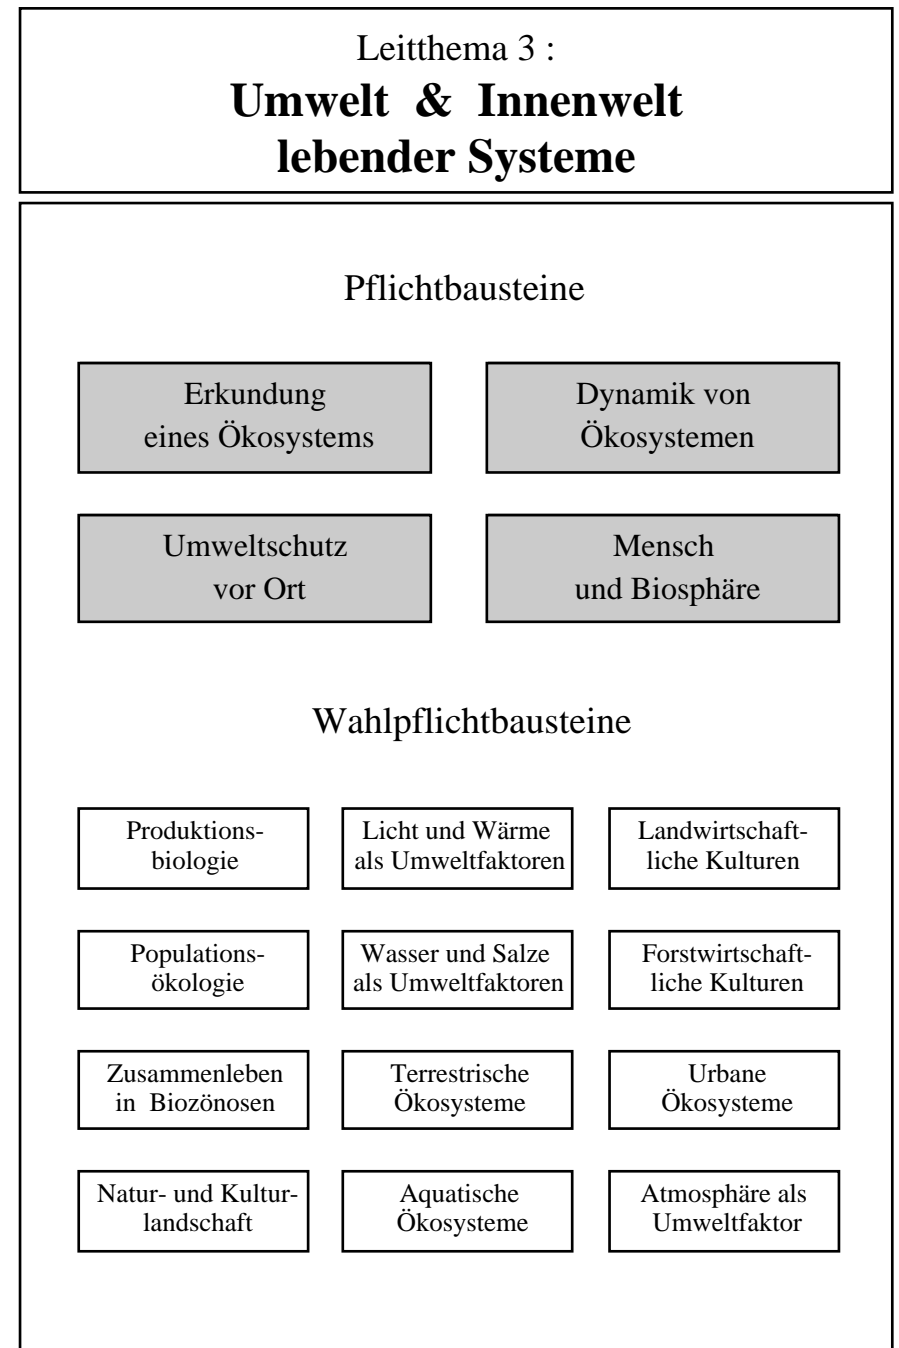 Leitthema 3 :
Umwelt & Innenwelt
lebender Systeme
Pflichtbausteine
Erkundung
eines Ökosystems
Dynamik von
Ökosystemen
Umweltschutz
vor Ort
Mensch
und Biosphäre
Wahlpflichtbausteine
Produktions-
biologie
Licht und Wärme
als Umweltfaktoren
Landwirtschaft-
liche Kulturen
Populations-
ökologie
Wasser und Salze
als Umweltfaktoren
Forstwirtschaft-
liche Kulturen
Zusammenleben
in Biozönosen
Terrestrische
Ökosysteme
Urbane
Ökosysteme
Natur- und Kultur-
landschaft
Aquatische
Ökosysteme
Atmosphäre als
Umweltfaktor